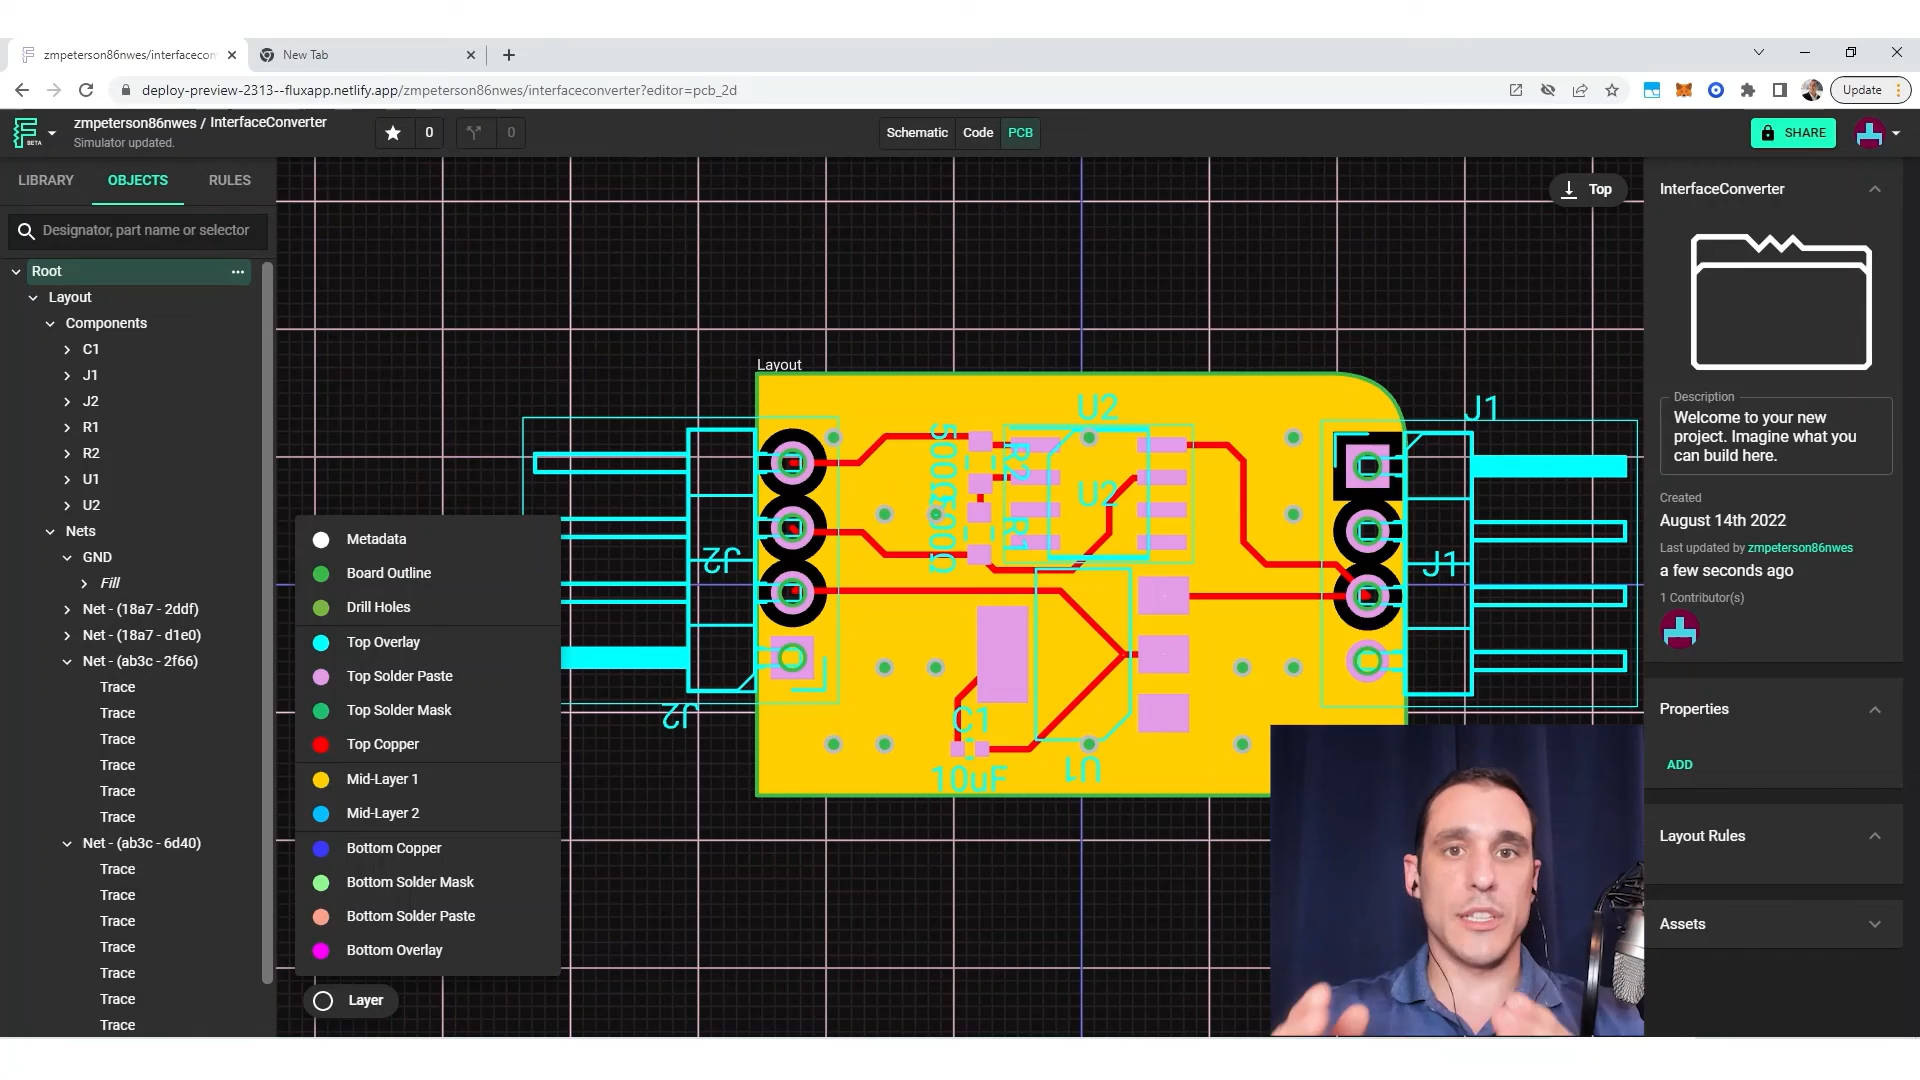 zmpeterson86nwes/interfacecon
New Tab
deploy-preview-2313--fluxapp.netlify.app/zmpeterson86nwes/interfaceconverter?editor=pcb_2d
Update
BETA
zmpeterson86nwes / InterfaceConverter
Simulator updated.
0
0
Schematic
Code
PCB
SHARE
LIBRARY
OBJECTS
RULES
Designator, part name or selector
Root
Layout
Components
C1
J1
J2
R1
R2
U1
U2
Nets
GND
Fill
Net - (18a7 - 2ddf)
Net - (18a7 - d1e0)
Net - (ab3c - 2f66)
Trace
Trace
Trace
Trace
Trace
Trace
Net - (ab3c - 6d40)
Trace
Trace
Trace
Trace
Trace
Trace
Trace
Metadata
Board Outline
Drill Holes
Top Overlay
Top Solder Paste
Top Solder Mask
Top Copper
Mid-Layer 1
Mid-Layer 2
Bottom Copper
Bottom Solder Mask
Bottom Solder Paste
Bottom Overlay
Layer
Top
Layout
U2
J1
R2
U2
R1
J2
J1
J2
C1
U1
10uF
InterfaceConverter
Description
Welcome to your new
project. Imagine what you
can build here.
Created
August 14th 2022
Last updated by zmpeterson86nwes
a few seconds ago
1 Contributor(s)
Properties
ADD
Layout Rules
Assets